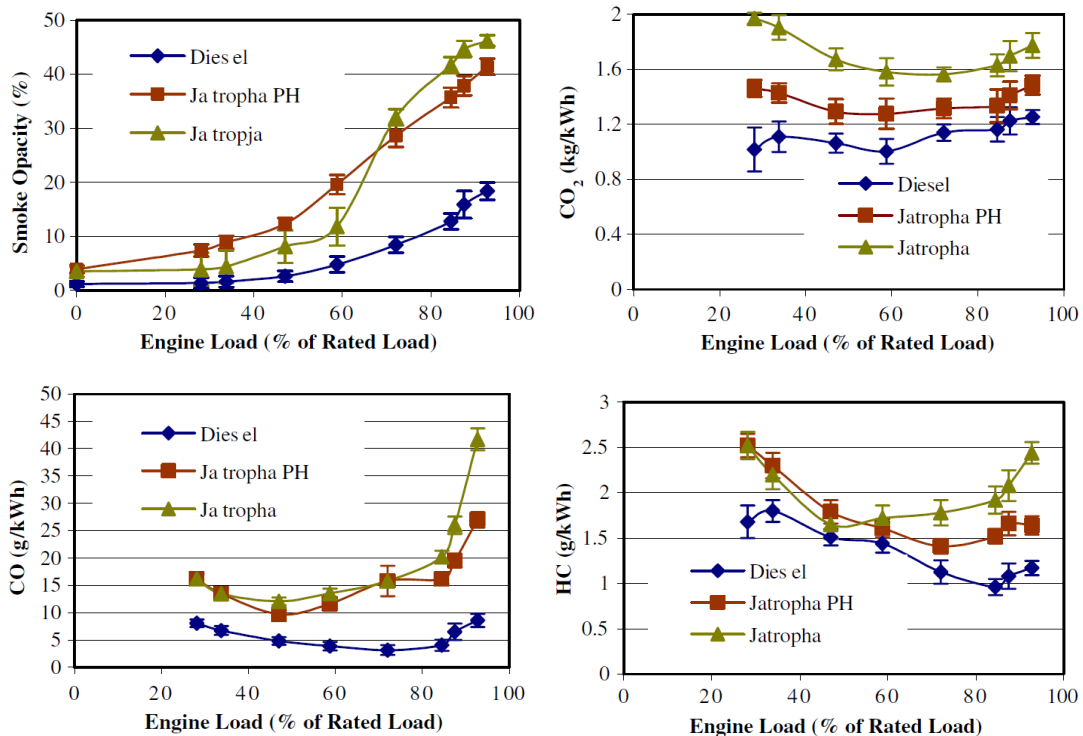 50
40
30
20
10
0
Smoke Opacity (%)
Dies el
Ja tropha PH
Ja tropja
0 20 40 60 80 100
Engine Load (% of Rated Load)
2
1.6
1.2
0.8
0.4
0
CO₂ (kg/kWh)
Diesel
Jatropha PH
Jatropha
0 20 40 60 80 100
Engine Load (% of Rated Load)
50
45
40
35
30
25
20
15
10
5
0
CO (g/kWh)
Dies el
Ja tropha PH
Ja tropha
0 20 40 60 80 100
Engine Load (% of Rated Load)
3
2.5
2
1.5
1
0.5
0
HC (g/kWh)
Dies el
Jatropha PH
Jatropha
0 20 40 60 80 100
Engine Load (% of Rated Load)